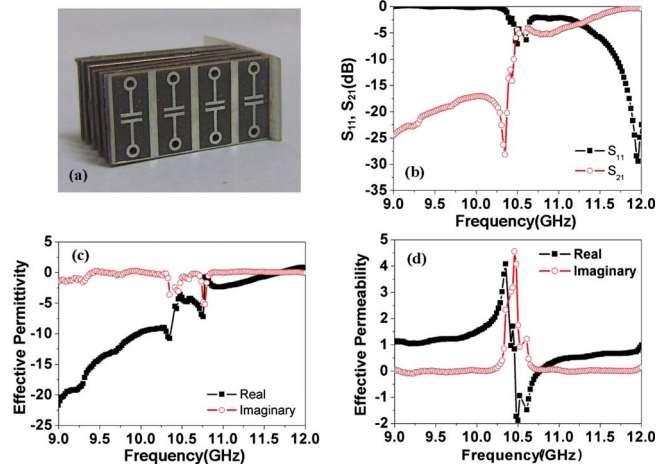 (a)
0
-5
-10
-15
-20
-25
-30
-35
S11, S21(dB)
(b)
S11
S21
9.0 9.5 10.0 10.5 11.0 11.5 12.0
Frequency(GHz)
10
5
0
-5
-10
-15
-20
-25
Effective Permittivity
(c)
Real
Imaginary
9.0 9.5 10.0 10.5 11.0 11.5 12.0
Frequency(GHz)
5
4
3
2
1
0
-1
-2
Effective Permeability
(d)
Real
Imaginary
9.0 9.5 10.0 10.5 11.0 11.5 12.0
Frequency(GHz)